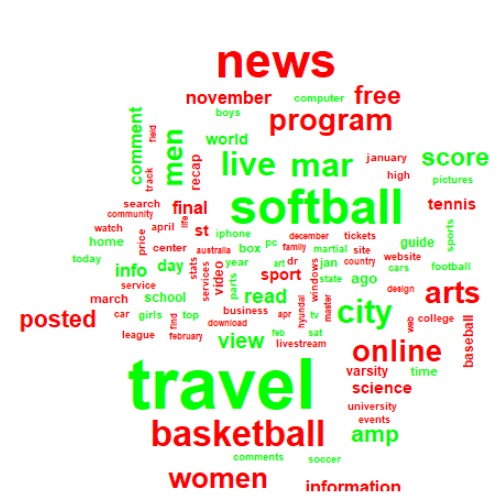 news
november
computer
free
boys
program
comment
field
men
world
recap
live
mar
january
score
track
high
pictures
search
life
final
softball
tennis
community
watch
april
st
iphone
december
tickets
sports
home
price
center
australia
box
pc
family
martial
site
guide
today
info
day
stats
services
video
year
art
dr
jan
country
website
cars
football
service
parts
sport
windows
state
ago
design
arts
march
school
read
hyundai
master
city
posted
car
girls
find
top
business
apr
tv
web
college
baseball
download
league
february
view
feb
sat
livestream
online
travel
varsity
time
science
university
events
basketball
amp
comments
soccer
women
information